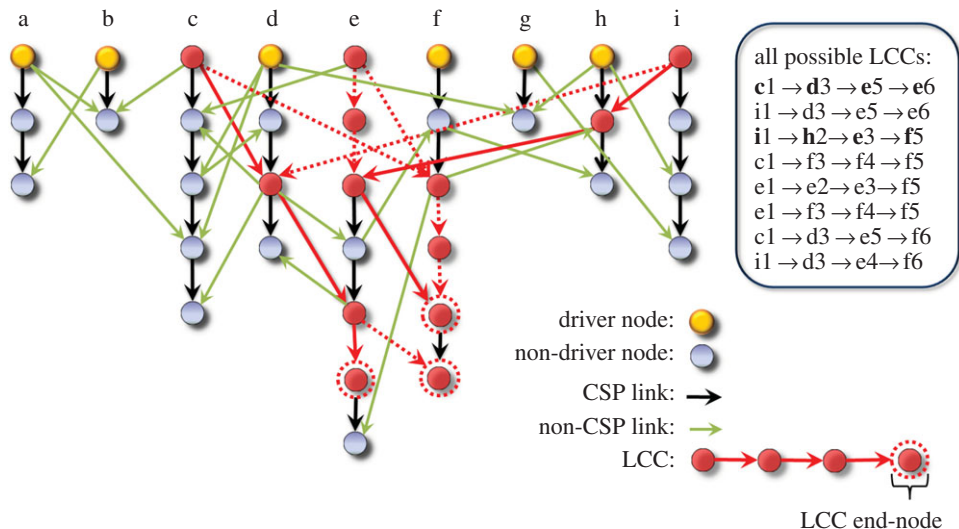 a b c d e f g h i
all possible LCCs:
c1 → d3 → e5 → e6
i1 → d3 → e5 → e6
i1 → h2 → e3 → f5
c1 → f3 → f4 → f5
e1 → e2 → e3 → f5
e1 → f3 → f4 → f5
c1 → d3 → e5 → f6
i1 → d3 → e4 → f6
driver node:
non-driver node:
CSP link:
non-CSP link:
LCC:
LCC end-node